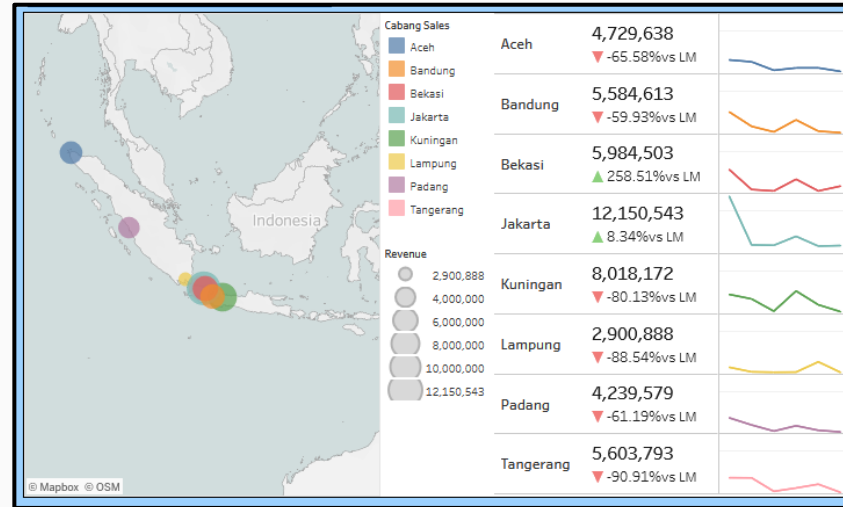 Indonesia
© Mapbox © OSM
Cabang Sales
Aceh
Bandung
Bekasi
Jakarta
Kuningan
Lampung
Padang
Tangerang
Revenue
2,900,888
4,000,000
6,000,000
8,000,000
10,000,000
12,150,543
Aceh
4,729,638
▼ -65.58%vs LM
Bandung
5,584,613
▼ -59.93%vs LM
Bekasi
5,984,503
▲ 258.51%vs LM
Jakarta
12,150,543
▲ 8.34%vs LM
Kuningan
8,018,172
▼ -80.13%vs LM
Lampung
2,900,888
▼ -88.54%vs LM
Padang
4,239,579
▼ -61.19%vs LM
Tangerang
5,603,793
▼ -90.91%vs LM